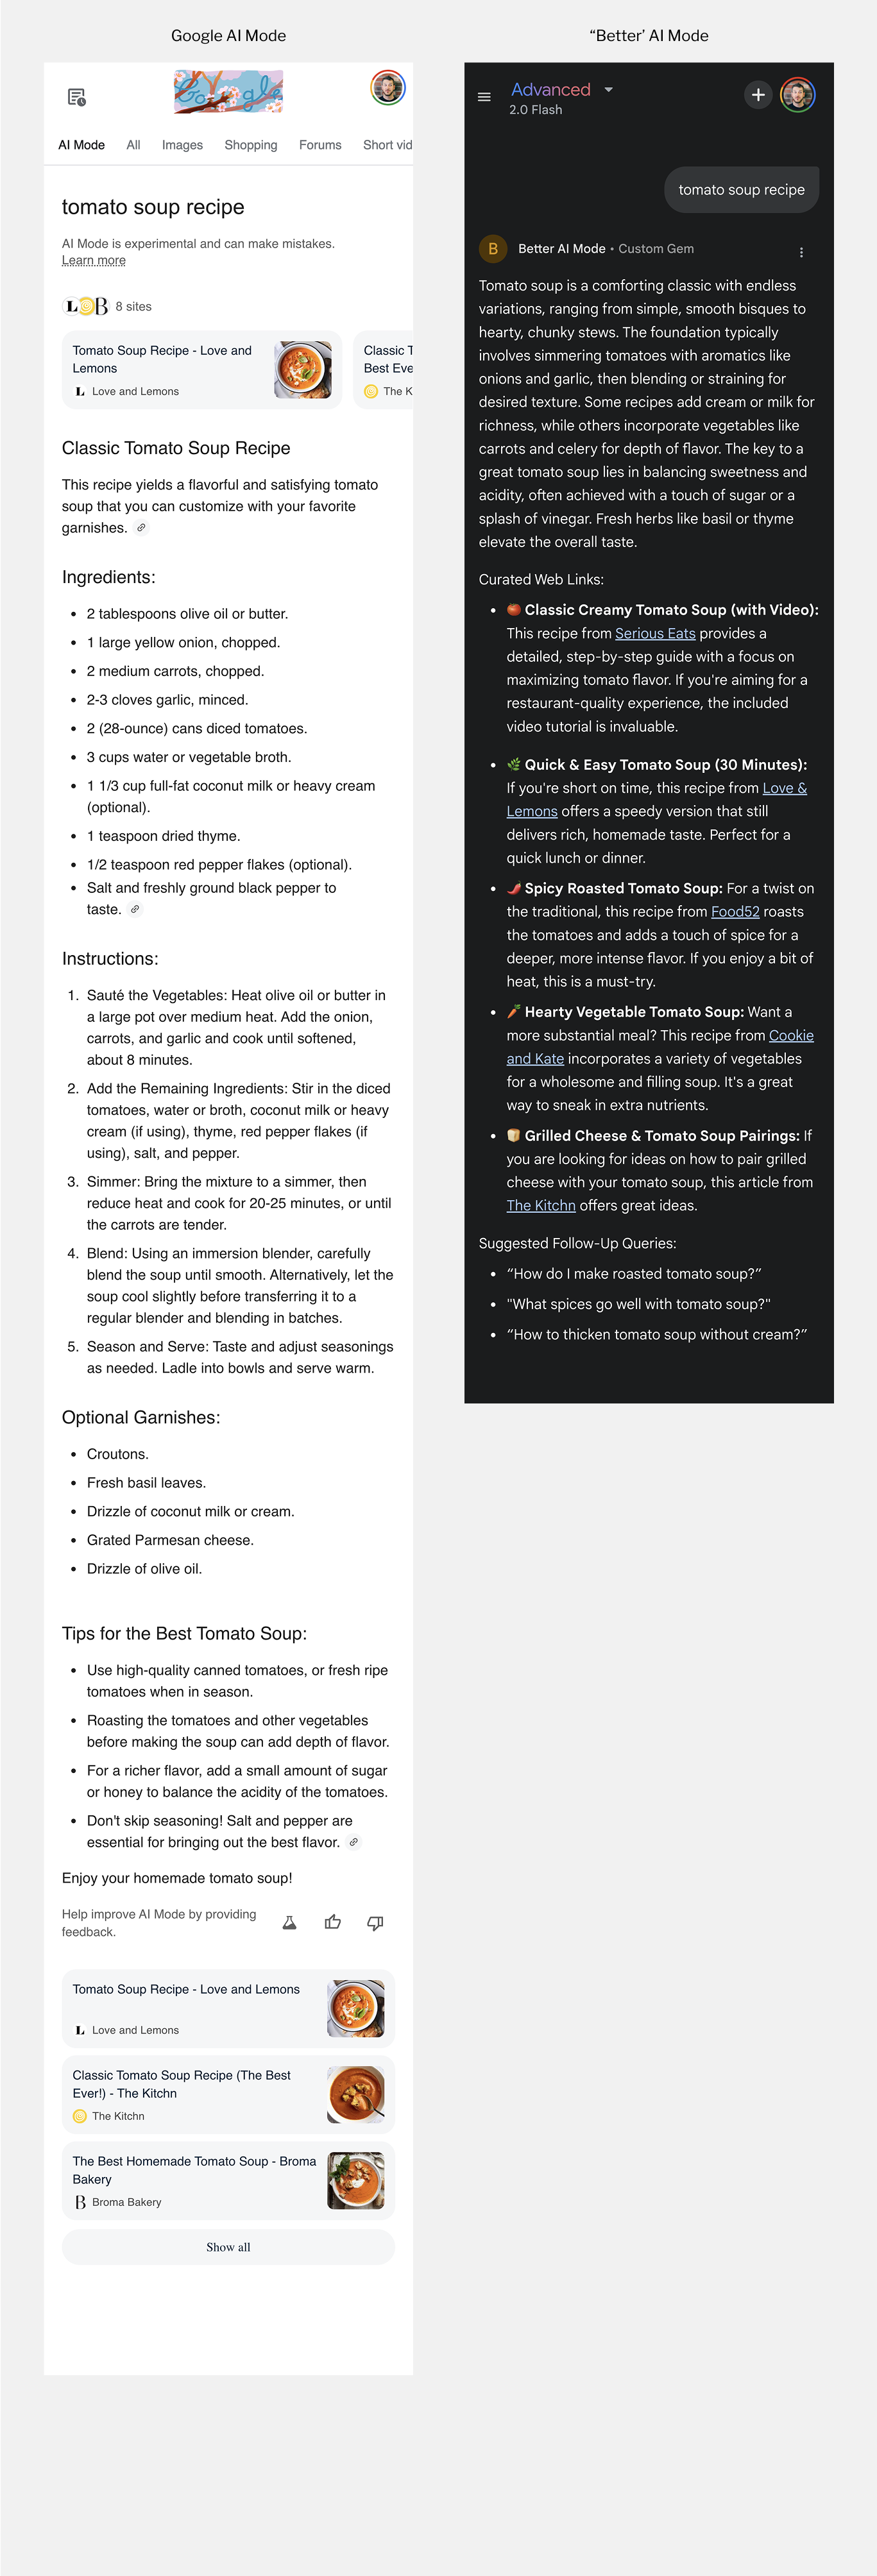 Google AI Mode
“Better’ AI Mode
Google
AI Mode
All
Images
Shopping
Forums
Short vid
tomato soup recipe
AI Mode is experimental and can make mistakes.
Learn more
L B 8 sites
Tomato Soup Recipe - Love and
Lemons
L Love and Lemons
Classic T
Best Eve
The K
Classic Tomato Soup Recipe
This recipe yields a flavorful and satisfying tomato
soup that you can customize with your favorite
garnishes.
Ingredients:
• 2 tablespoons olive oil or butter.
• 1 large yellow onion, chopped.
• 2 medium carrots, chopped.
• 2-3 cloves garlic, minced.
• 2 (28-ounce) cans diced tomatoes.
• 3 cups water or vegetable broth.
• 1 1/3 cup full-fat coconut milk or heavy cream
(optional).
• 1 teaspoon dried thyme.
• 1/2 teaspoon red pepper flakes (optional).
• Salt and freshly ground black pepper to
taste.
Instructions:
1. Sauté the Vegetables: Heat olive oil or butter in
a large pot over medium heat. Add the onion,
carrots, and garlic and cook until softened,
about 8 minutes.
2. Add the Remaining Ingredients: Stir in the diced
tomatoes, water or broth, coconut milk or heavy
cream (if using), thyme, red pepper flakes (if
using), salt, and pepper.
3. Simmer: Bring the mixture to a simmer, then
reduce heat and cook for 20-25 minutes, or until
the carrots are tender.
4. Blend: Using an immersion blender, carefully
blend the soup until smooth. Alternatively, let the
soup cool slightly before transferring it to a
regular blender and blending in batches.
5. Season and Serve: Taste and adjust seasonings
as needed. Ladle into bowls and serve warm.
Optional Garnishes:
• Croutons.
• Fresh basil leaves.
• Drizzle of coconut milk or cream.
• Grated Parmesan cheese.
• Drizzle of olive oil.
Tips for the Best Tomato Soup:
• Use high-quality canned tomatoes, or fresh ripe
tomatoes when in season.
• Roasting the tomatoes and other vegetables
before making the soup can add depth of flavor.
• For a richer flavor, add a small amount of sugar
or honey to balance the acidity of the tomatoes.
• Don't skip seasoning! Salt and pepper are
essential for bringing out the best flavor.
Enjoy your homemade tomato soup!
Help improve AI Mode by providing
feedback.
Tomato Soup Recipe - Love and Lemons
L Love and Lemons
Classic Tomato Soup Recipe (The Best
Ever!) - The Kitchn
The Kitchn
The Best Homemade Tomato Soup - Broma
Bakery
B Broma Bakery
Show all
Advanced
2.0 Flash
tomato soup recipe
B Better AI Mode • Custom Gem
Tomato soup is a comforting classic with endless
variations, ranging from simple, smooth bisques to
hearty, chunky stews. The foundation typically
involves simmering tomatoes with aromatics like
onions and garlic, then blending or straining for
desired texture. Some recipes add cream or milk for
richness, while others incorporate vegetables like
carrots and celery for depth of flavor. The key to a
great tomato soup lies in balancing sweetness and
acidity, often achieved with a touch of sugar or a
splash of vinegar. Fresh herbs like basil or thyme
elevate the overall taste.
Curated Web Links:
• 🍅 Classic Creamy Tomato Soup (with Video):
This recipe from Serious Eats provides a
detailed, step-by-step guide with a focus on
maximizing tomato flavor. If you're aiming for a
restaurant-quality experience, the included
video tutorial is invaluable.
• 🌿 Quick & Easy Tomato Soup (30 Minutes):
If you're short on time, this recipe from Love &
Lemons offers a speedy version that still
delivers rich, homemade taste. Perfect for a
quick lunch or dinner.
• 🌶️ Spicy Roasted Tomato Soup: For a twist on
the traditional, this recipe from Food52 roasts
the tomatoes and adds a touch of spice for a
deeper, more intense flavor. If you enjoy a bit of
heat, this is a must-try.
• 🥕 Hearty Vegetable Tomato Soup: Want a
more substantial meal? This recipe from Cookie
and Kate incorporates a variety of vegetables
for a wholesome and filling soup. It's a great
way to sneak in extra nutrients.
• 🍞 Grilled Cheese & Tomato Soup Pairings: If
you are looking for ideas on how to pair grilled
cheese with your tomato soup, this article from
The Kitchn offers great ideas.
Suggested Follow-Up Queries:
• “How do I make roasted tomato soup?”
• "What spices go well with tomato soup?"
• “How to thicken tomato soup without cream?”